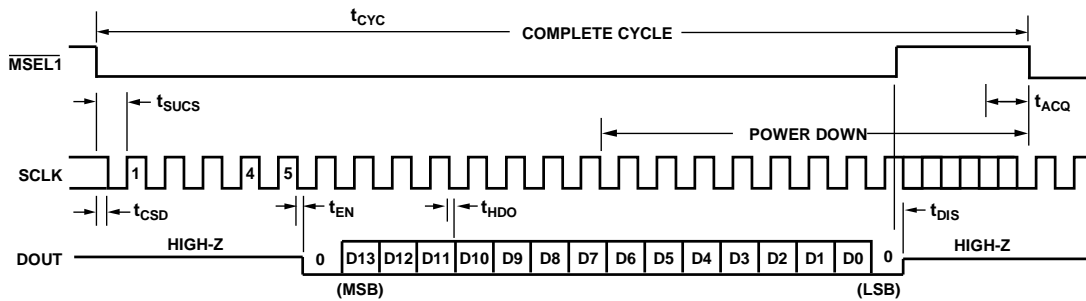 tCYC
COMPLETE CYCLE
MSEL1
tSUCS
tACQ
POWER DOWN
SCLK
1 4 5
tCSD
tEN
tHDO
tDIS
DOUT
HIGH-Z
0 D13 D12 D11 D10 D9 D8 D7 D6 D5 D4 D3 D2 D1 D0 0
HIGH-Z
(MSB)
(LSB)